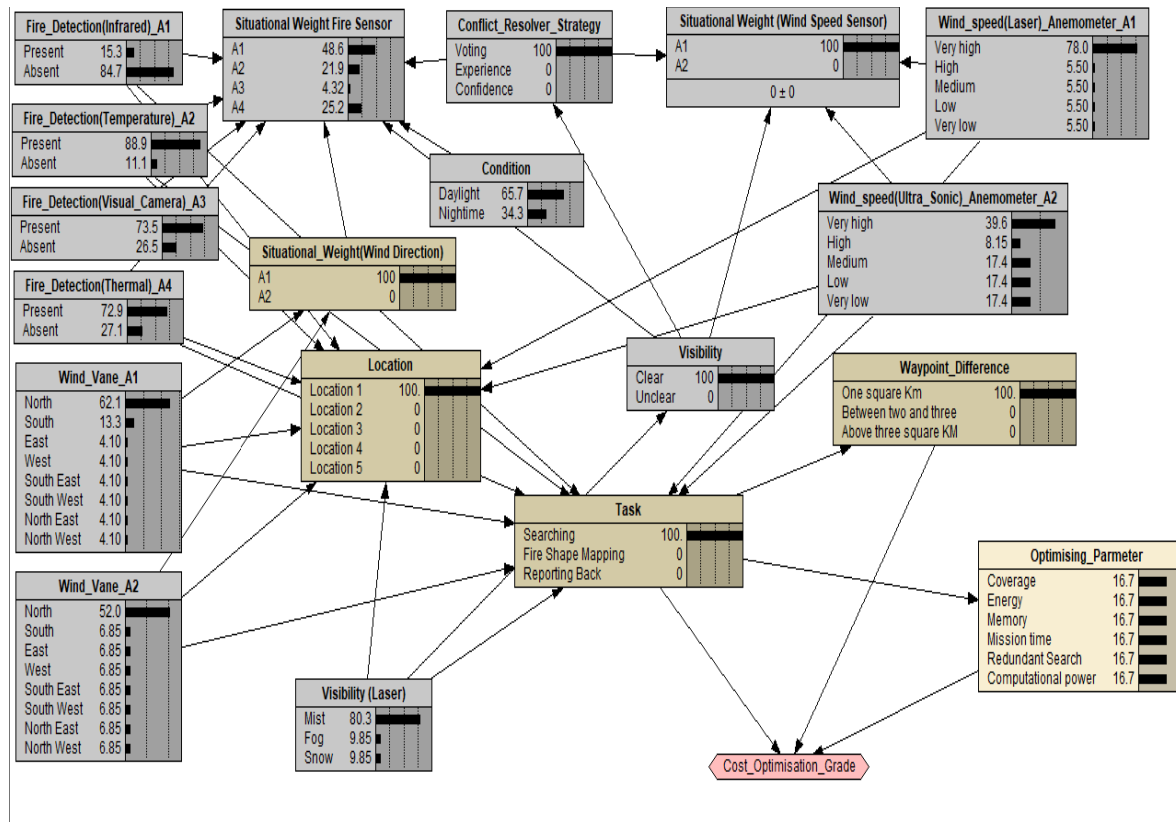 Fire_Detection(Infrared)_A1
Present 15.3
Absent 84.7
Situational Weight Fire Sensor
A1 48.6
A2 21.9
A3 4.32
A4 25.2
Conflict_Resolver_Strategy
Voting 100
Experience 0
Confidence 0
Situational Weight (Wind Speed Sensor)
A1 100
A2 0
0 ± 0
Wind_speed(Laser)_Anemometer_A1
Very high 78.0
High 5.50
Medium 5.50
Low 5.50
Very low 5.50
Fire_Detection(Temperature)_A2
Present 88.9
Absent 11.1
Condition
Daylight 65.7
Nightime 34.3
Fire_Detection(Visual_Camera)_A3
Present 73.5
Absent 26.5
Wind_speed(Ultra_Sonic)_Anemometer_A2
Very high 39.6
High 8.15
Medium 17.4
Low 17.4
Very low 17.4
Situational_Weight(Wind Direction)
A1 100
A2 0
Fire_Detection(Thermal)_A4
Present 72.9
Absent 27.1
Visibility
Clear 100
Unclear 0
Location
Location 1 100.
Location 2 0
Location 3 0
Location 4 0
Location 5 0
Waypoint_Difference
One square Km 100.
Between two and three 0
Above three square KM 0
Wind_Vane_A1
North 62.1
South 13.3
East 4.10
West 4.10
South East 4.10
South West 4.10
North East 4.10
North West 4.10
Task
Searching 100.
Fire Shape Mapping 0
Reporting Back 0
Optimising_Parmeter
Coverage 16.7
Energy 16.7
Memory 16.7
Mission time 16.7
Redundant Search 16.7
Computational power 16.7
Wind_Vane_A2
North 52.0
South 6.85
East 6.85
West 6.85
South East 6.85
South West 6.85
North East 6.85
North West 6.85
Visibility (Laser)
Mist 80.3
Fog 9.85
Snow 9.85
Cost_Optimisation_Grade